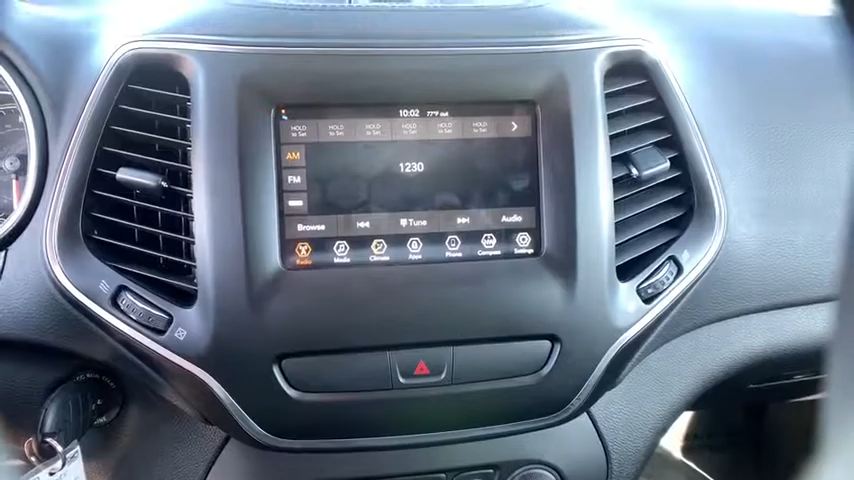 10:02 77°F out
HOLD to Set HOLD to Set HOLD to Set HOLD to Set HOLD to Set HOLD to Set
AM
1230
FM
Browse Tune Audio
Radio Media Climate Apps Phone Compass Settings